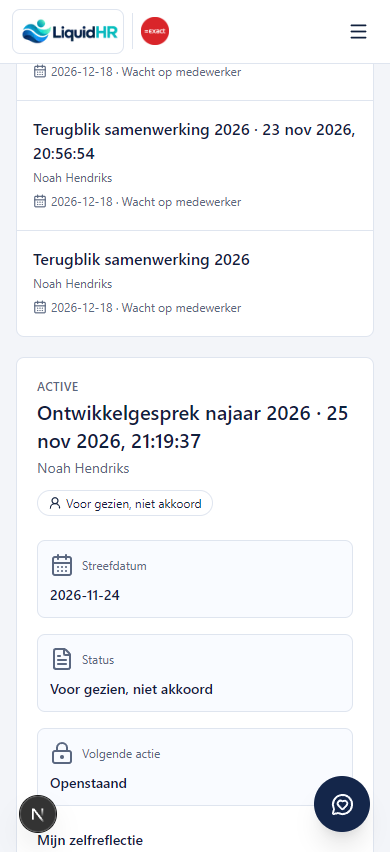 LiquidHR
=exact
2026-12-18 · Wacht op medewerker
Terugblik samenwerking 2026 · 23 nov 2026,
20:56:54
Noah Hendriks
2026-12-18 · Wacht op medewerker
Terugblik samenwerking 2026
Noah Hendriks
2026-12-18 · Wacht op medewerker
ACTIVE
Ontwikkelgesprek najaar 2026 · 25
nov 2026, 21:19:37
Noah Hendriks
Voor gezien, niet akkoord
Streefdatum
2026-11-24
Status
Voor gezien, niet akkoord
Volgende actie
Openstaand
N
Mijn zelfreflectie